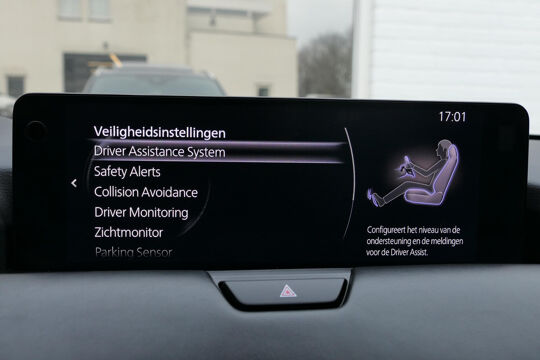 17:01
Veiligheidsinstellingen
Driver Assistance System
Safety Alerts
Collision Avoidance
Driver Monitoring
Zichtmonitor
Parking Sensor
Configureert het niveau van de
ondersteuning en de meldingen
voor de Driver Assist.